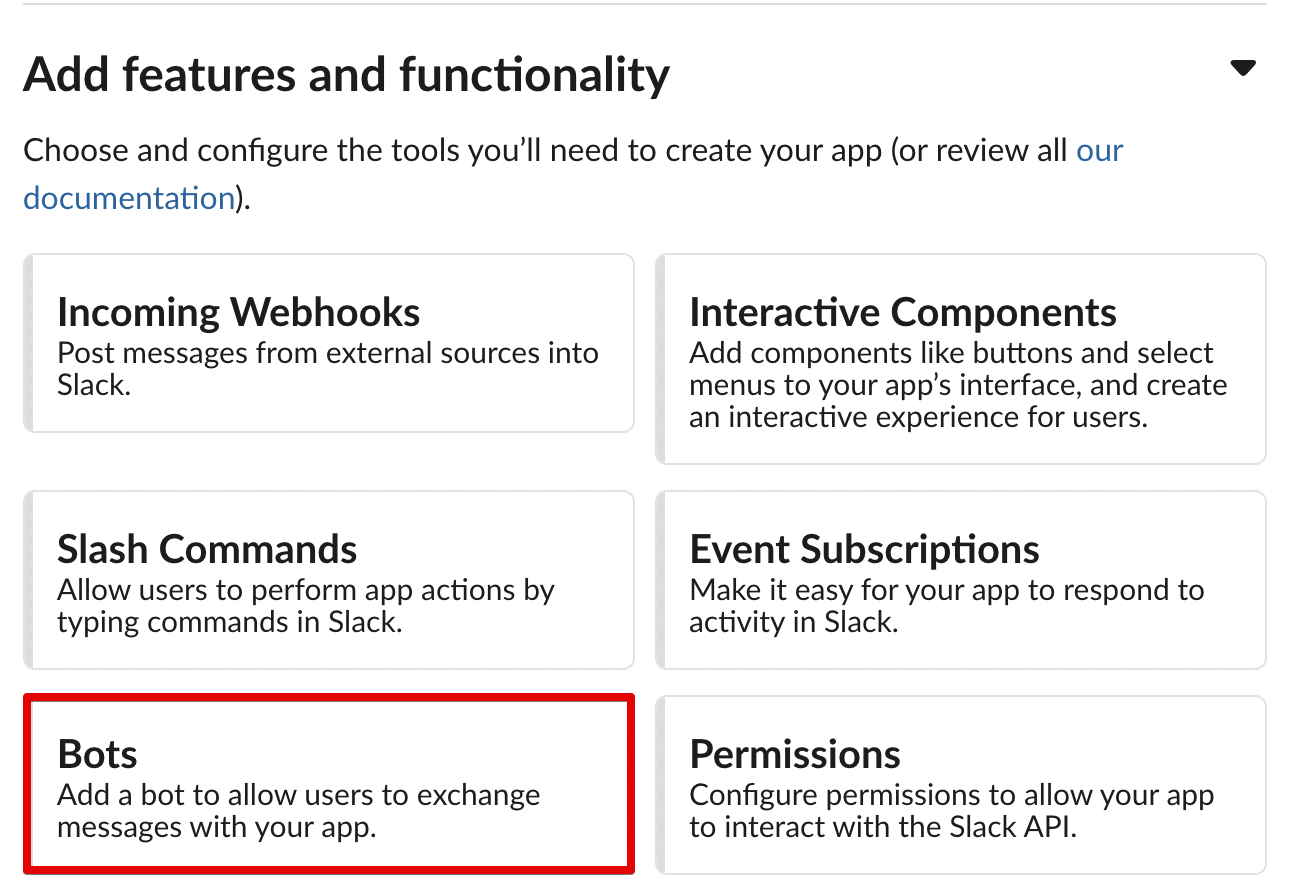 Add features and functionality
Choose and configure the tools you’ll need to create your app (or review all our
documentation).
Incoming Webhooks
Post messages from external sources into
Slack.
Interactive Components
Add components like buttons and select
menus to your app’s interface, and create
an interactive experience for users.
Slash Commands
Allow users to perform app actions by
typing commands in Slack.
Event Subscriptions
Make it easy for your app to respond to
activity in Slack.
Bots
Add a bot to allow users to exchange
messages with your app.
Permissions
Configure permissions to allow your app
to interact with the Slack API.